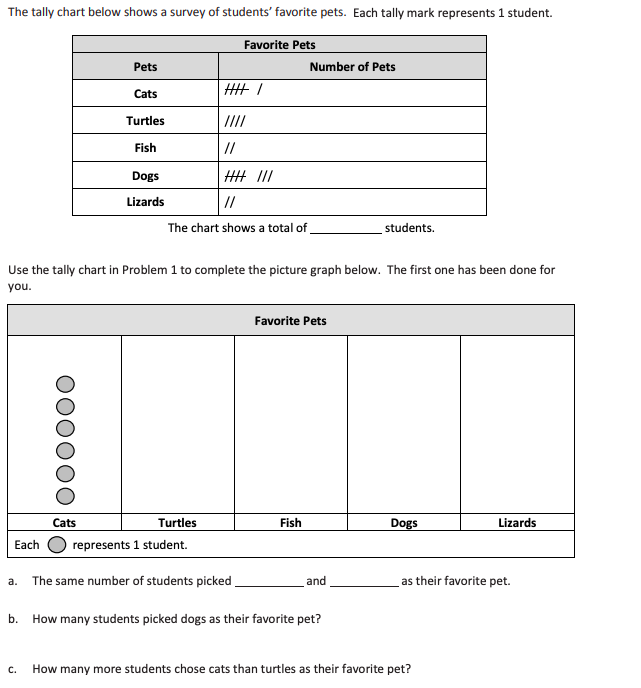 The tally chart below shows a survey of students' favorite pets. Each tally mark represents 1 student.
Favorite Pets
Pets Number of Pets
Cats
Turtles
Fish
Dogs
Lizards
The chart shows a total of __________ students.
Use the tally chart in Problem 1 to complete the picture graph below. The first one has been done for
you.
Favorite Pets
Cats Turtles Fish Dogs Lizards
Each represents 1 student.
a. The same number of students picked __________ and __________ as their favorite pet.
b. How many students picked dogs as their favorite pet?
c. How many more students chose cats than turtles as their favorite pet?